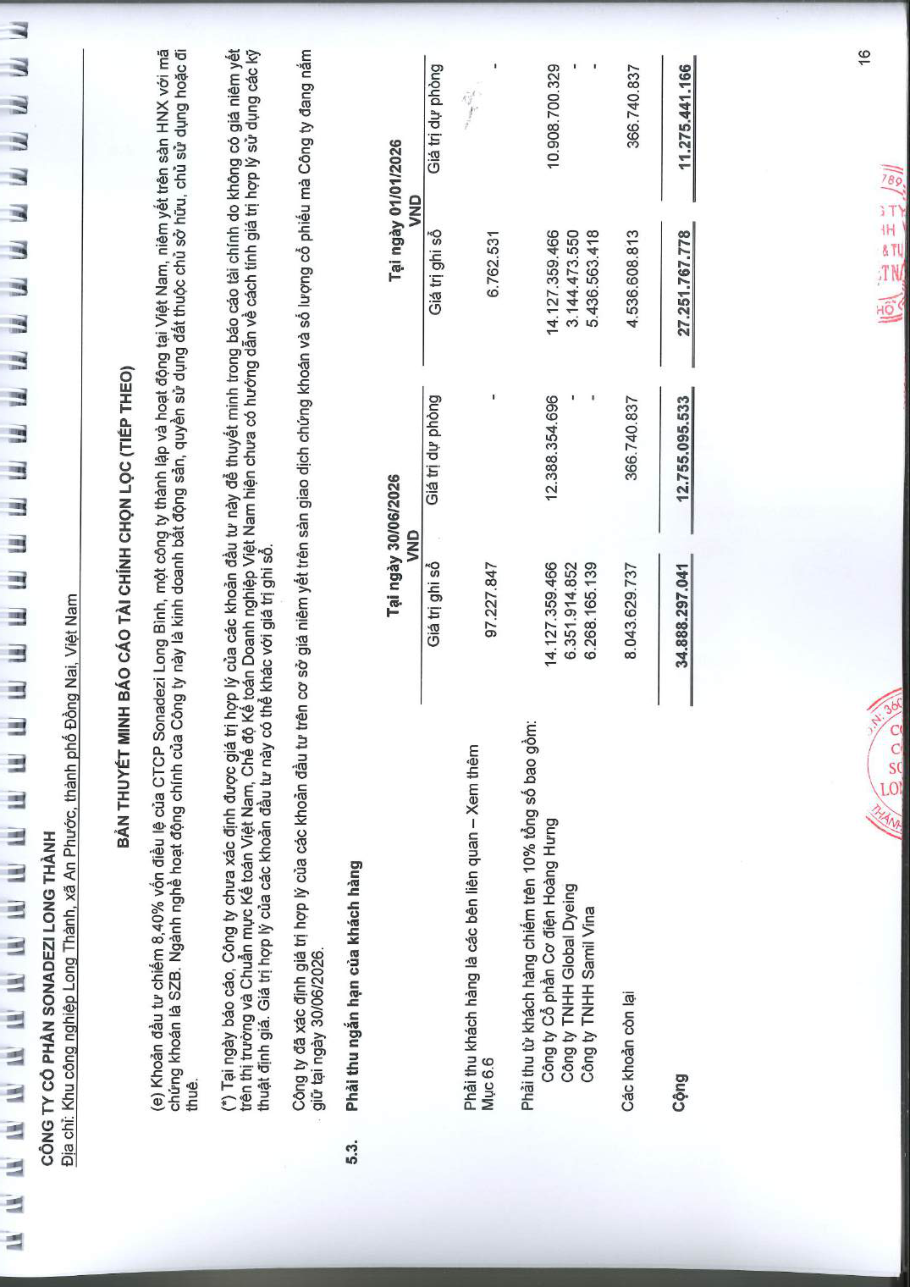 CÔNG TY CỔ PHẦN SONADEZI LONG THÀNH
Địa chỉ: Khu công nghiệp Long Thành, xã An Phước, thành phố Đồng Nai, Việt Nam
BẢN THUYẾT MINH BÁO CÁO TÀI CHÍNH CHỌN LỌC (TIẾP THEO)
(e) Khoản đầu tư chiếm 8,40% vốn điều lệ của CTCP Sonadezi Long Bình, một công ty thành lập và hoạt động tại Việt Nam, niêm yết trên sàn HNX với mã
chứng khoán là SZB. Ngành nghề hoạt động chính của Công ty này là kinh doanh bất động sản, quyền sử dụng đất thuộc chủ sở hữu, chủ sử dụng hoặc đi
thuê.
(*) Tại ngày báo cáo, Công ty chưa xác định được giá trị hợp lý của các khoản đầu tư này để thuyết minh trong báo cáo tài chính do không có giá niêm yết
trên thị trường và Chuẩn mực Kế toán Việt Nam, Chế độ Kế toán Doanh nghiệp Việt Nam hiện chưa có hướng dẫn về cách tính giá trị hợp lý sử dụng các kỹ
thuật định giá. Giá trị hợp lý của các khoản đầu tư này có thể khác với giá trị ghi sổ.
Công ty đã xác định giá trị hợp lý của các khoản đầu tư trên cơ sở giá niêm yết trên sàn giao dịch chứng khoán và số lượng cổ phiếu mà Công ty đang nắm
giữ tại ngày 30/06/2026.
5.3. Phải thu ngắn hạn của khách hàng
Tại ngày 30/06/2026 Tại ngày 01/01/2026
VND VND
Giá trị ghi sổ Giá trị dự phòng Giá trị ghi sổ Giá trị dự phòng
Phải thu khách hàng là các bên liên quan – Xem thêm
Mục 6.6 97.227.847 - 6.762.531 -
Phải thu từ khách hàng chiếm trên 10% tổng số bao gồm:
Công ty Cổ phần Cơ điện Hoàng Hưng 14.127.359.466 12.388.354.696 14.127.359.466 10.908.700.329
Công ty TNHH Global Dyeing 6.351.914.852 - 3.144.473.550 -
Công ty TNHH Samil Vina 6.268.165.139 - 5.436.563.418 -
Các khoản còn lại 8.043.629.737 366.740.837 4.536.608.813 366.740.837
Cộng 34.888.297.041 12.755.095.533 27.251.767.778 11.275.441.166
16